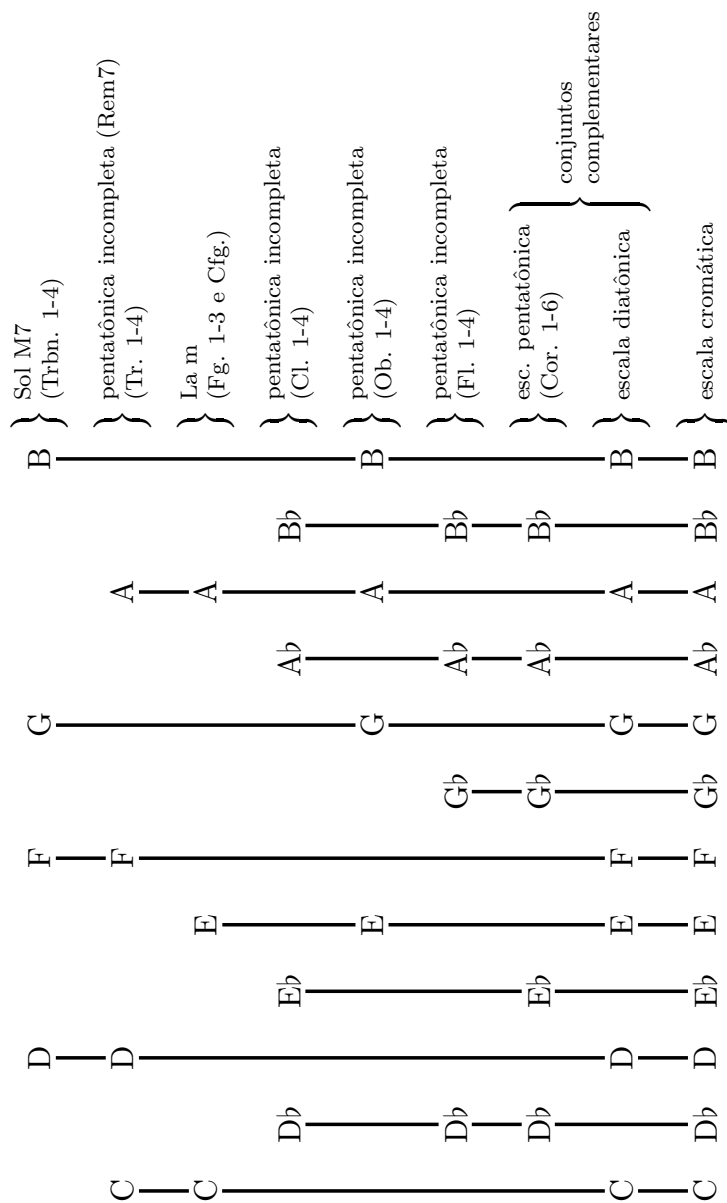 D F G B Sol M7
(Trbn. 1-4)
C D F A pentatônica incompleta (Rem7)
(Tr. 1-4)
C E A La m
(Fg. 1-3 e Cfg.)
D♭ E♭ A♭ B♭ pentatônica incompleta
(Cl. 1-4)
E G A B pentatônica incompleta
(Ob. 1-4)
D♭ G♭ A♭ B♭ pentatônica incompleta
(Fl. 1-4)
D♭ E♭ G♭ A♭ B♭ esc. pentatônica
(Cor. 1-6)
conjuntos
complementares
C D E F G A B escala diatônica
C D♭ D E♭ E F G♭ G A♭ A B♭ B escala cromática